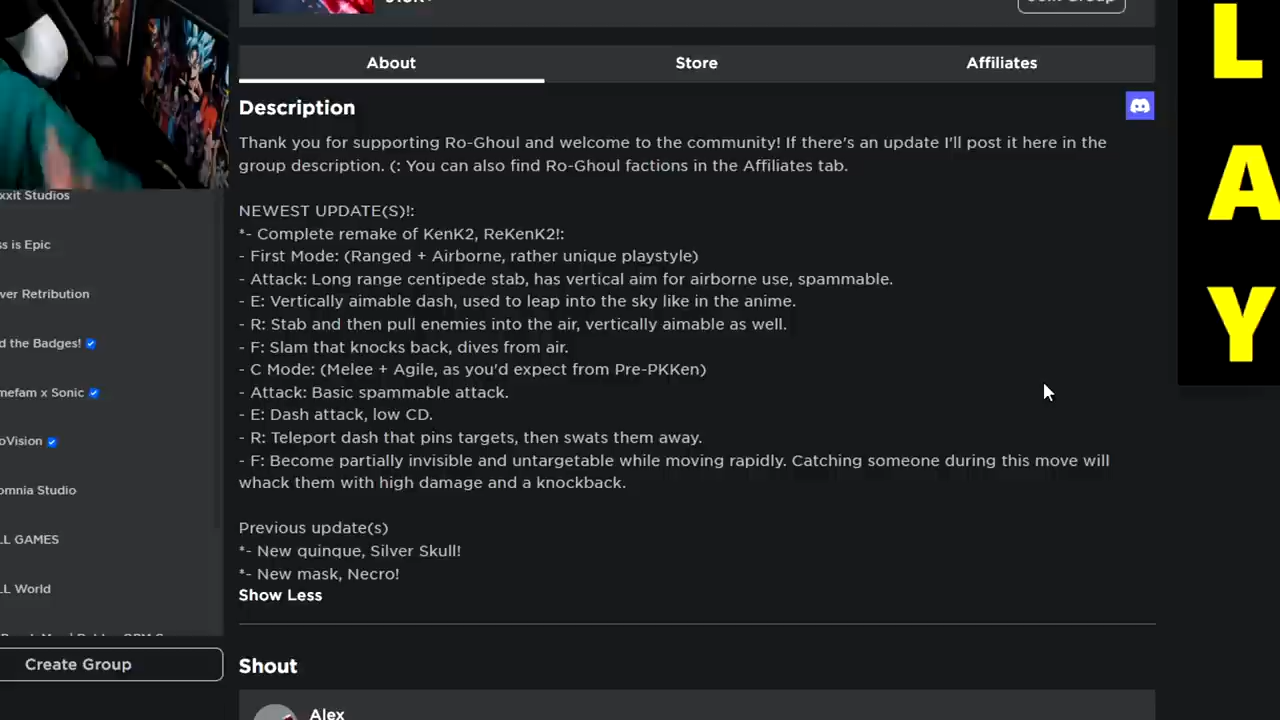 About
Store
Affiliates
Description
Thank you for supporting Ro-Ghoul and welcome to the community! If there's an update I'll post it here in the
group description. (: You can also find Ro-Ghoul factions in the Affiliates tab.
NEWEST UPDATE(S)!:
*- Complete remake of KenK2, ReKenK2!:
- First Mode: (Ranged + Airborne, rather unique playstyle)
- Attack: Long range centipede stab, has vertical aim for airborne use, spammable.
- E: Vertically aimable dash, used to leap into the sky like in the anime.
- R: Stab and then pull enemies into the air, vertically aimable as well.
- F: Slam that knocks back, dives from air.
- C Mode: (Melee + Agile, as you'd expect from Pre-PKKen)
- Attack: Basic spammable attack.
- E: Dash attack, low CD.
- R: Teleport dash that pins targets, then swats them away.
- F: Become partially invisible and untargetable while moving rapidly. Catching someone during this move will
whack them with high damage and a knockback.
Previous update(s)
*- New quinque, Silver Skull!
*- New mask, Necro!
Show Less
Shout
Alex
xxit Studios
ss is Epic
ver Retribution
d the Badges!
mefam x Sonic
oVision
omnia Studio
LL GAMES
LL World
Create Group
L
A
Y